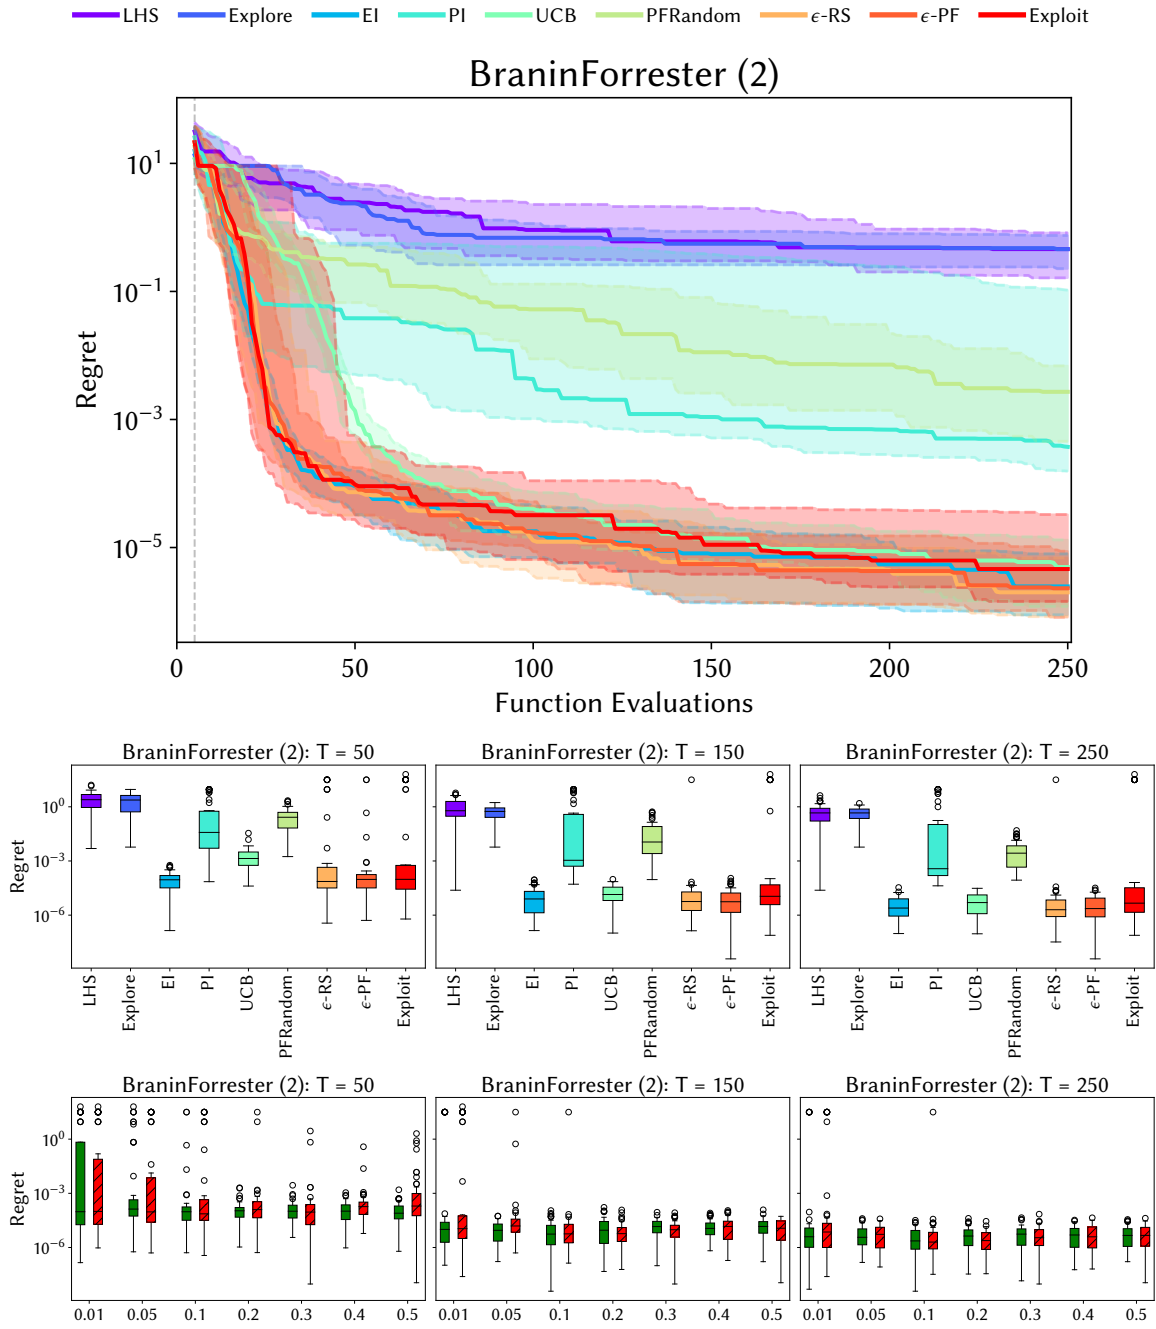 LHS Explore EI PI UCB PFRandom ϵ-RS ϵ-PF Exploit
BraninForrester (2)
Regret
10^1
10^−1
10^−3
10^−5
0 50 100 150 200 250
Function Evaluations
BraninForrester (2): T = 50 BraninForrester (2): T = 150 BraninForrester (2): T = 250
Regret
10^0
10^−3
10^−6
LHS Explore EI PI UCB PFRandom ϵ-RS ϵ-PF Exploit LHS Explore EI PI UCB PFRandom ϵ-RS ϵ-PF Exploit LHS Explore EI PI UCB PFRandom ϵ-RS ϵ-PF Exploit
BraninForrester (2): T = 50 BraninForrester (2): T = 150 BraninForrester (2): T = 250
Regret
10^0
10^−3
10^−6
0.01 0.05 0.1 0.2 0.3 0.4 0.5 0.01 0.05 0.1 0.2 0.3 0.4 0.5 0.01 0.05 0.1 0.2 0.3 0.4 0.5